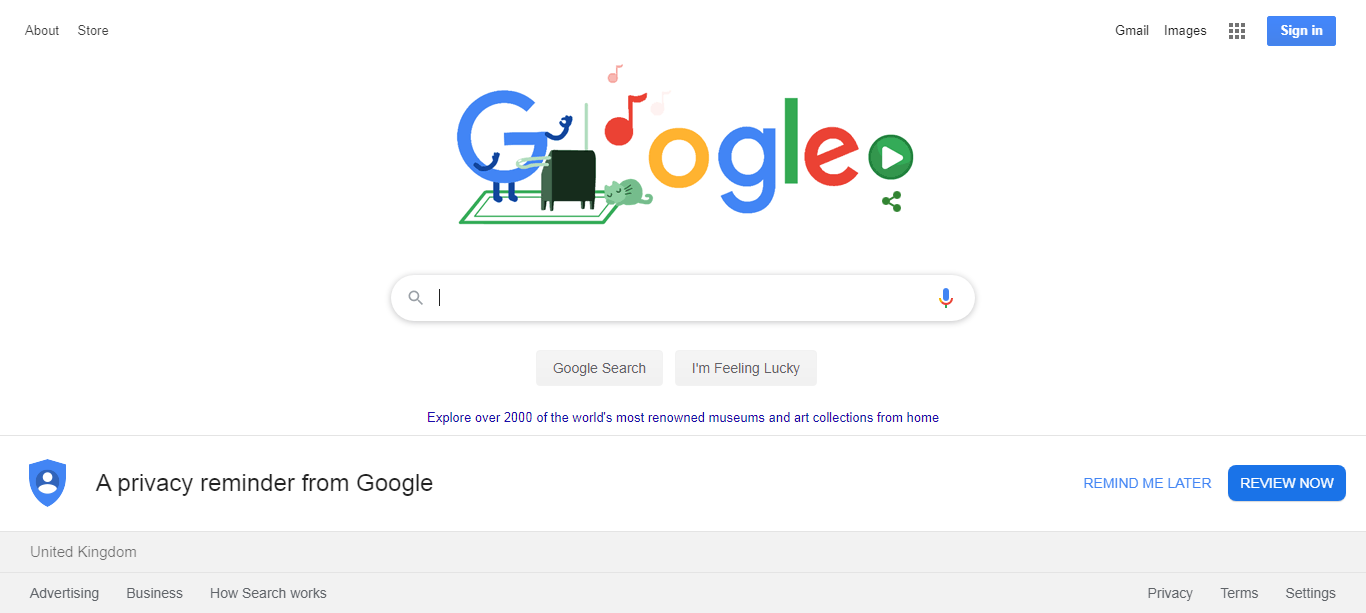 About Store
Gmail Images Sign in
Google
Google Search I'm Feeling Lucky
Explore over 2000 of the world's most renowned museums and art collections from home
A privacy reminder from Google
REMIND ME LATER REVIEW NOW
United Kingdom
Advertising Business How Search works
Privacy Terms Settings